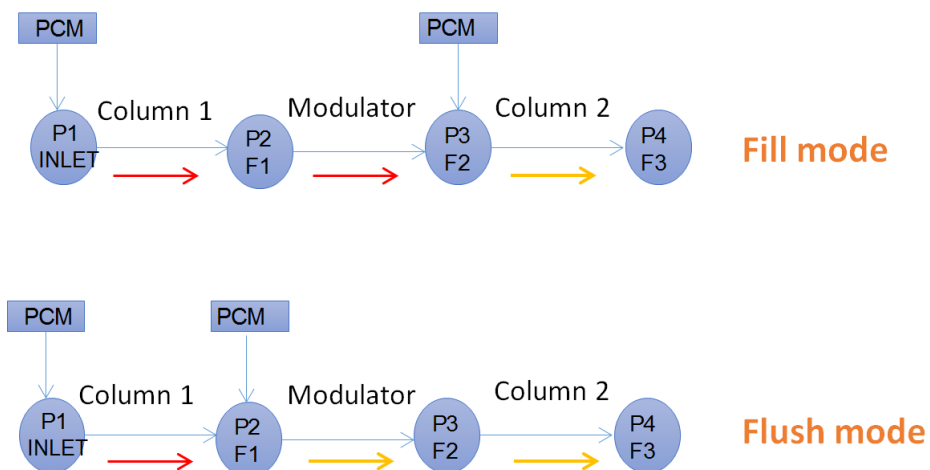 PCM
PCM
Column 1
Modulator
Column 2
P1
INLET
P2
F1
P3
F2
P4
F3
Fill mode
PCM
PCM
Column 1
Modulator
Column 2
P1
INLET
P2
F1
P3
F2
P4
F3
Flush mode